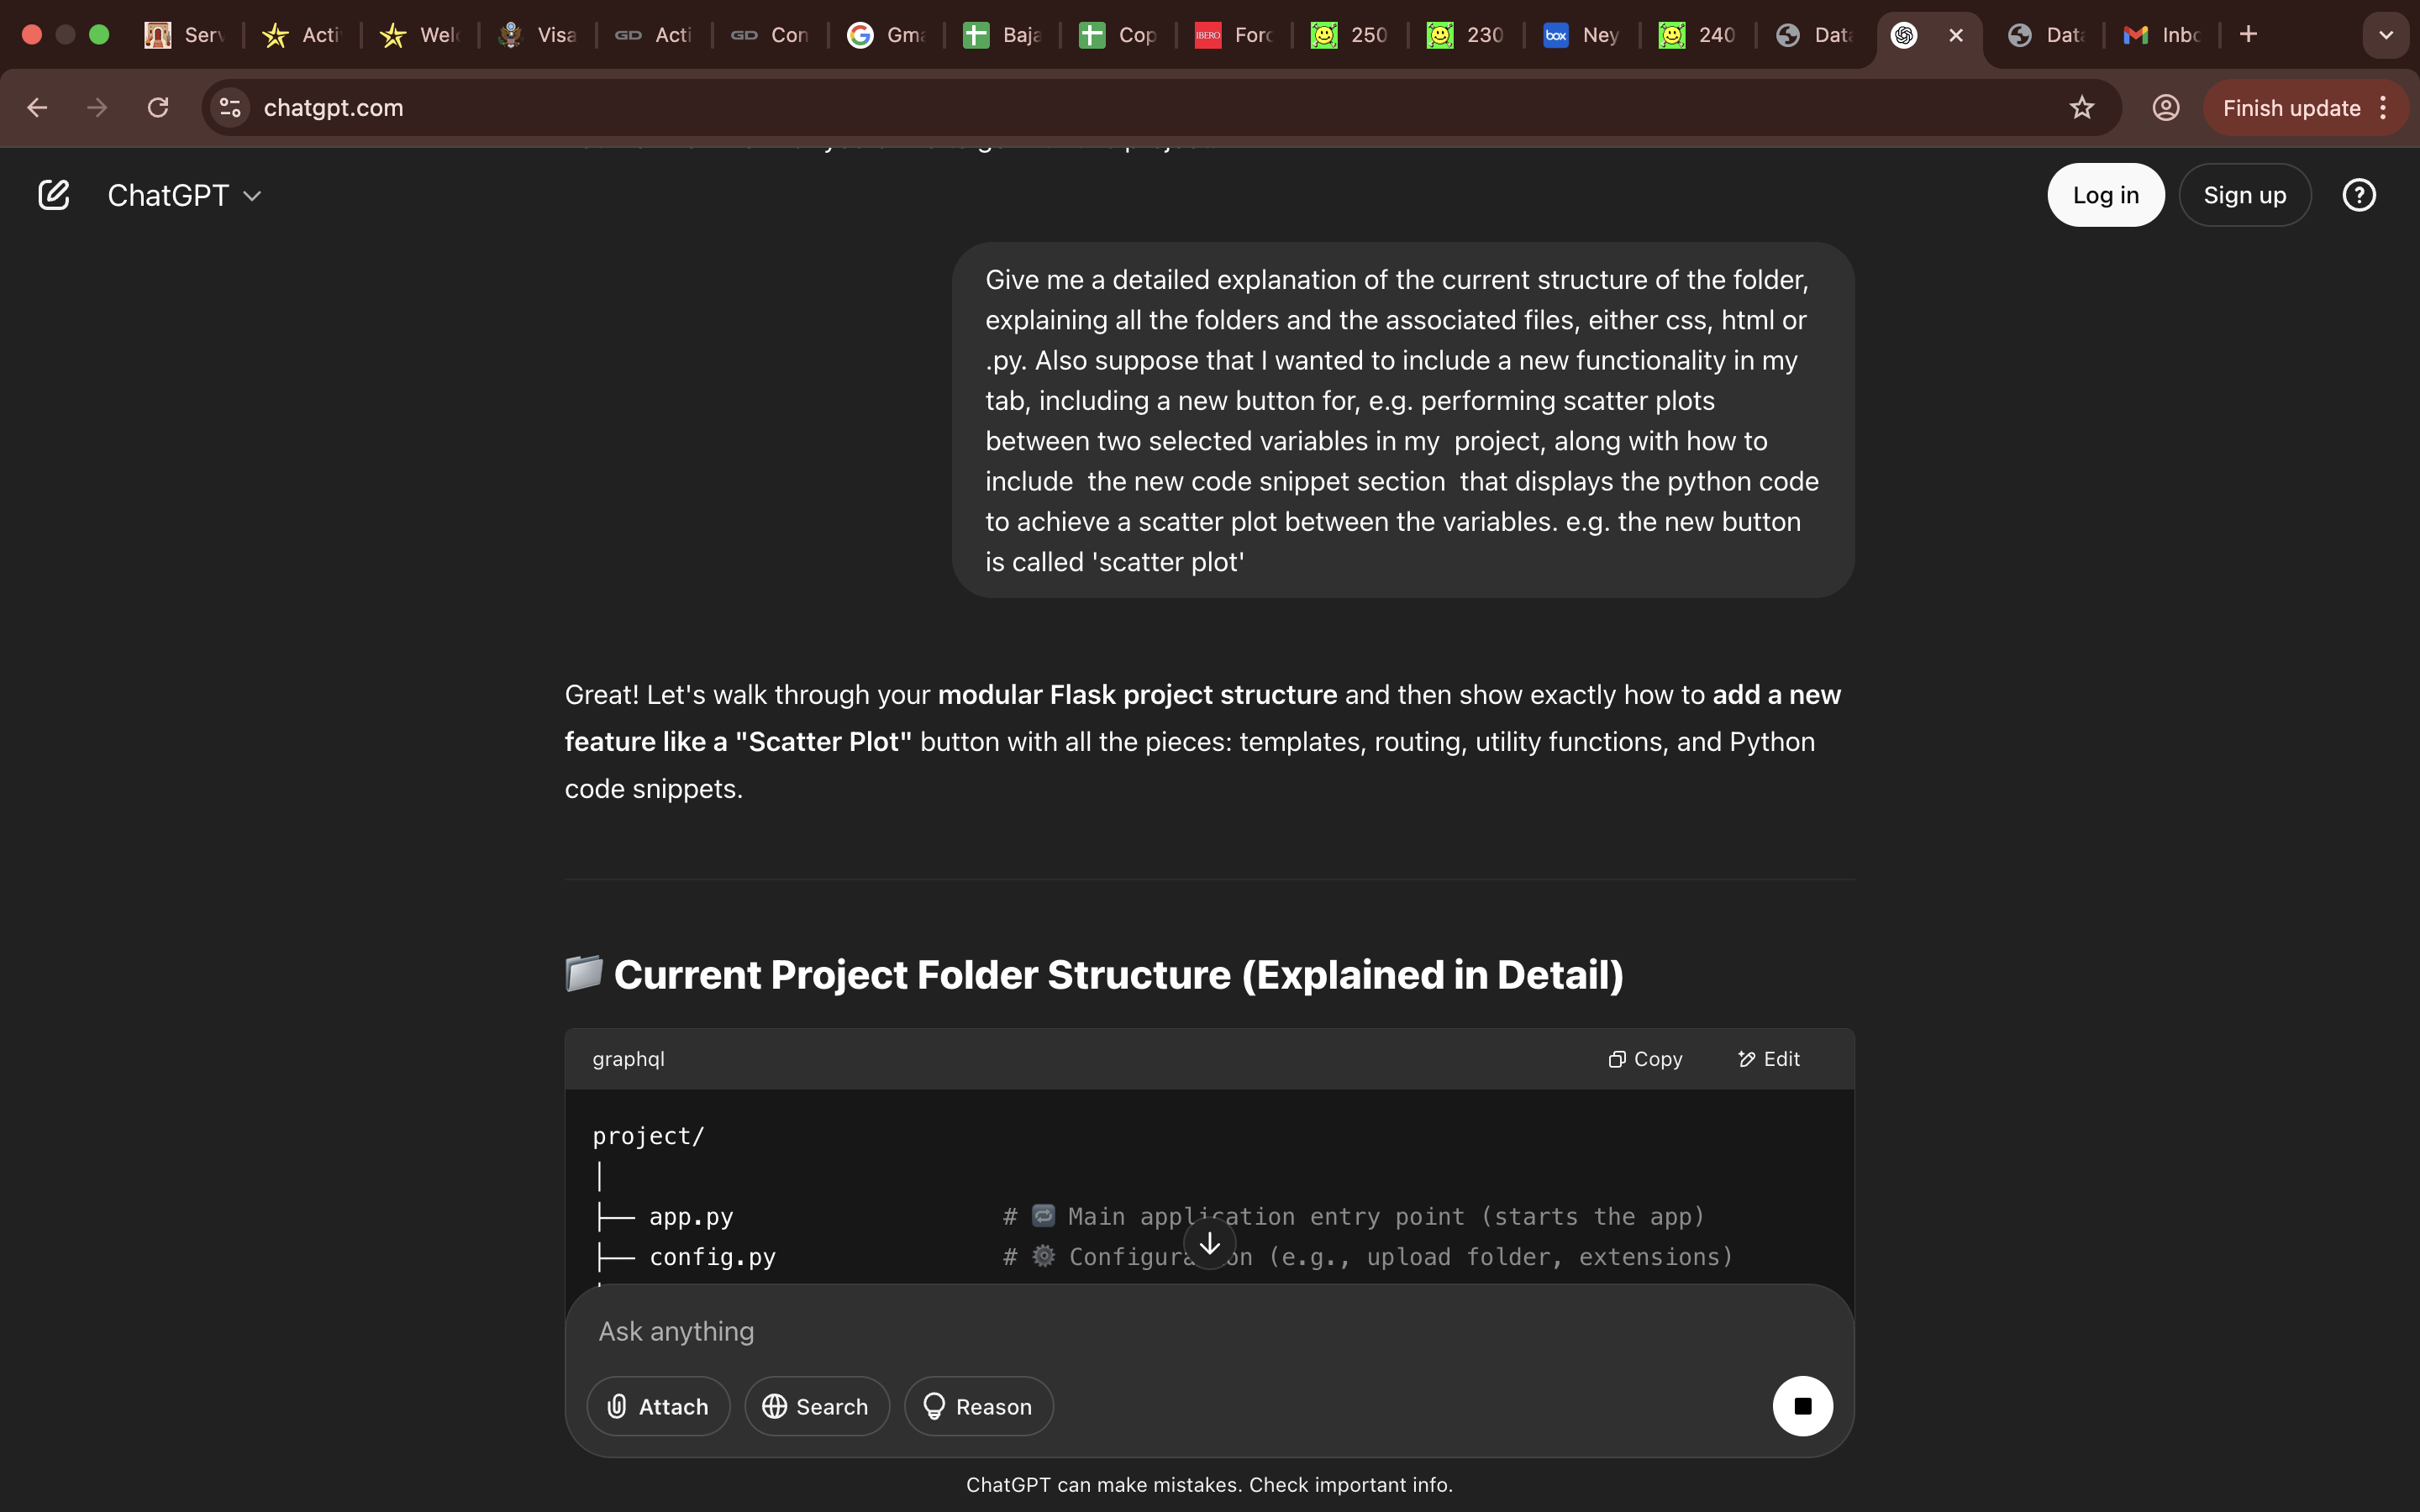 Serv
Acti
Welc
Visa
GD Acti
GD Con
Gma
Baja
Cop
IBERO Forc
250
230
box Ney
240
Data
Data
Inbo
chatgpt.com
Finish update
ChatGPT
Log in
Sign up
Give me a detailed explanation of the current structure of the folder,
explaining all the folders and the associated files, either css, html or
.py. Also suppose that I wanted to include a new functionality in my
tab, including a new button for, e.g. performing scatter plots
between two selected variables in my  project, along with how to
include  the new code snippet section  that displays the python code
to achieve a scatter plot between the variables. e.g. the new button
is called 'scatter plot'
Great! Let's walk through your modular Flask project structure and then show exactly how to add a new
feature like a "Scatter Plot" button with all the pieces: templates, routing, utility functions, and Python
code snippets.
Current Project Folder Structure (Explained in Detail)
graphql
Copy
Edit
project/
│
├── app.py # 🔁 Main application entry point (starts the app)
├── config.py # ⚙️ Configuration (e.g., upload folder, extensions)
Ask anything
Attach
Search
Reason
ChatGPT can make mistakes. Check important info.